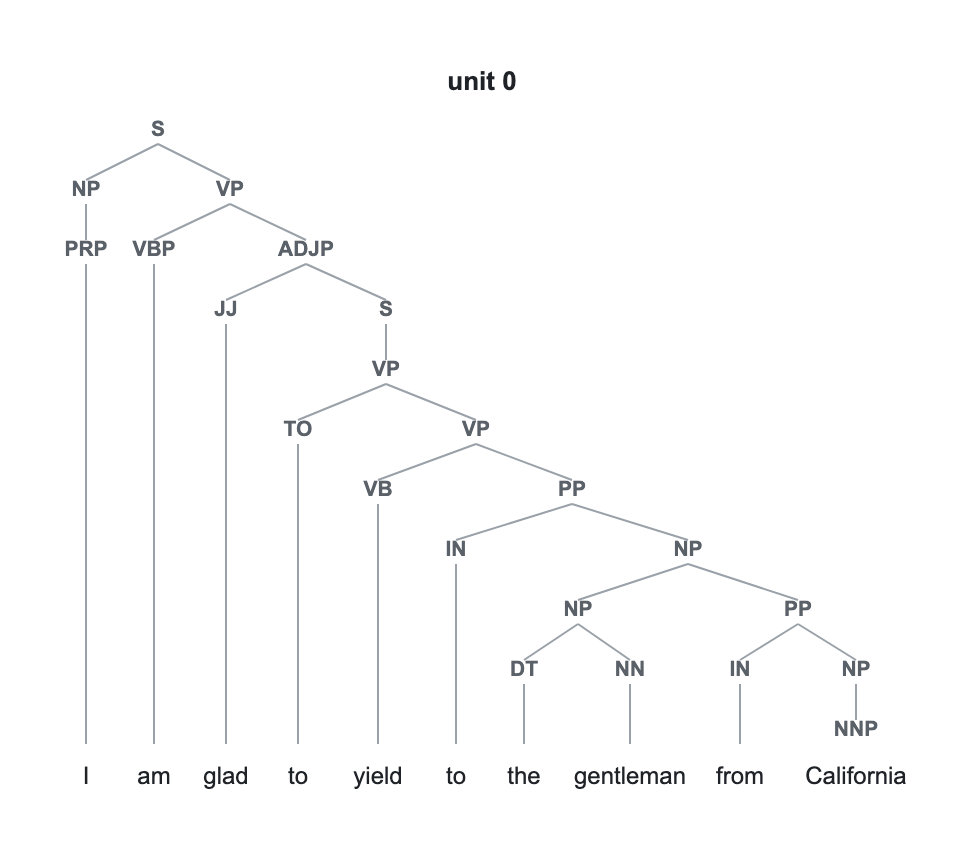 unit 0
S
NP VP
PRP VBP ADJP
JJ S
VP
TO VP
VB PP
IN NP
NP PP
DT NN IN NP
NNP
I am glad to yield to the gentleman from California